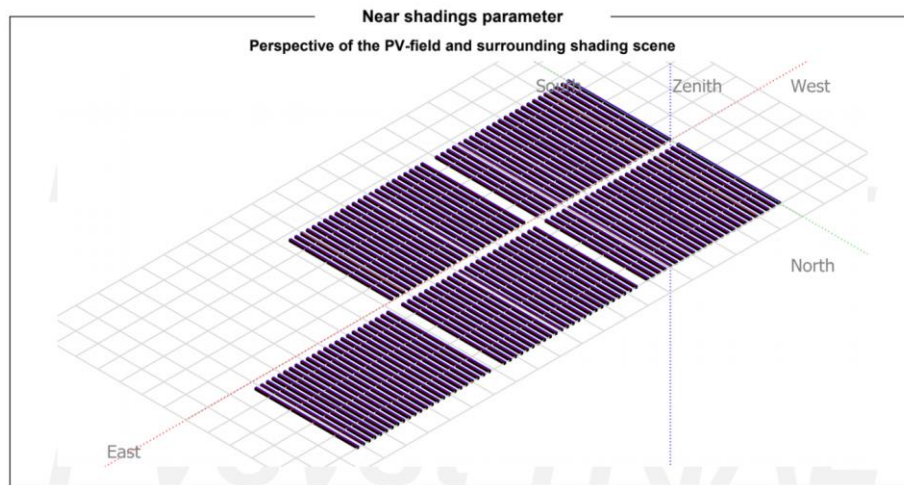 Near shadings parameter
Perspective of the PV-field and surrounding shading scene
South Zenith West
North
East